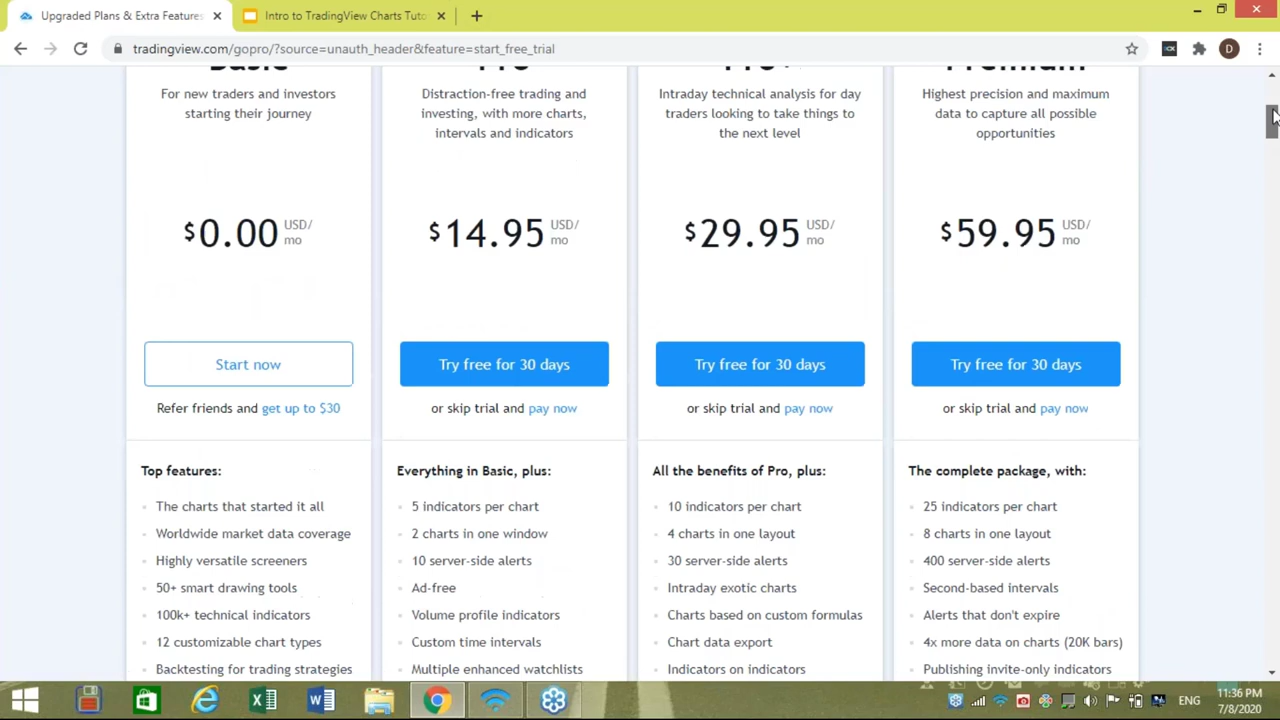 Upgraded Plans & Extra Features
Intro to TradingView Charts Tuto
tradingview.com/gopro/?source=unauth_header&feature=start_free_trial
D
Basic
Pro
Pro+
Premium
For new traders and investors
starting their journey
Distraction-free trading and
investing, with more charts,
intervals and indicators
Intraday technical analysis for day
traders looking to take things to
the next level
Highest precision and maximum
data to capture all possible
opportunities
$0.00 USD/
mo
$14.95 USD/
mo
$29.95 USD/
mo
$59.95 USD/
mo
Start now
Try free for 30 days
Try free for 30 days
Try free for 30 days
Refer friends and get up to $30
or skip trial and pay now
or skip trial and pay now
or skip trial and pay now
Top features:
The charts that started it all
Worldwide market data coverage
Highly versatile screeners
50+ smart drawing tools
100k+ technical indicators
12 customizable chart types
Backtesting for trading strategies
Everything in Basic, plus:
5 indicators per chart
2 charts in one window
10 server-side alerts
Ad-free
Volume profile indicators
Custom time intervals
Multiple enhanced watchlists
All the benefits of Pro, plus:
10 indicators per chart
4 charts in one layout
30 server-side alerts
Intraday exotic charts
Charts based on custom formulas
Chart data export
Indicators on indicators
The complete package, with:
25 indicators per chart
8 charts in one layout
400 server-side alerts
Second-based intervals
Alerts that don't expire
4x more data on charts (20K bars)
Publishing invite-only indicators
ENG
11:36 PM
7/8/2020